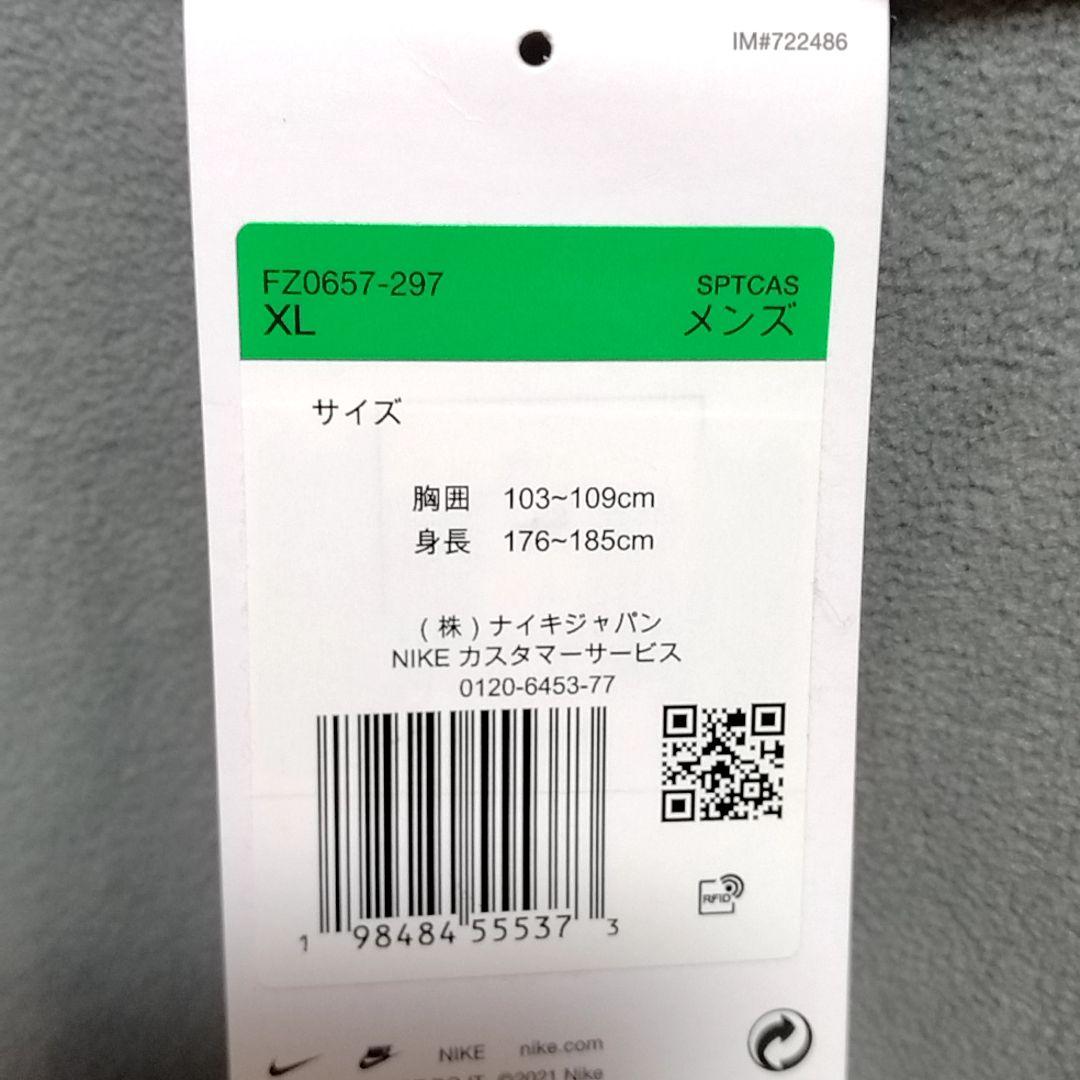 IM#722486
FZ0657-297
SPTCAS
XL
メンズ
サイズ
胸囲 103~109cm
身長 176~185cm
(株)ナイキジャパン
NIKE カスタマーサービス
0120-6453-77
1 98484 55537 3
RFID
NIKE nike.com
©2021 Nike